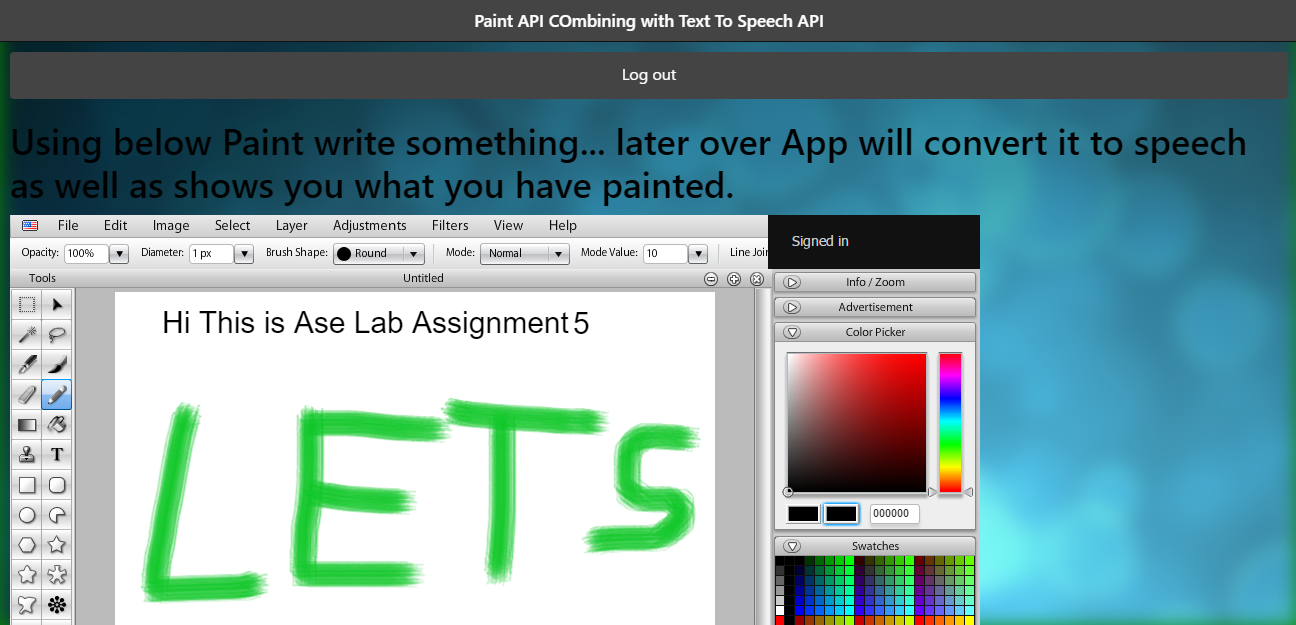 Paint API COmbining with Text To Speech API
Log out
Using below Paint write something... later over App will convert it to speech
as well as shows you what you have painted.
File Edit Image Select Layer Adjustments Filters View Help
Signed in
Opacity: 100% Diameter: 1 px Brush Shape: Round Mode: Normal Mode Value: 10 Line Join
Tools Untitled
Info / Zoom
Advertisement
Color Picker
Hi This is Ase Lab Assignment 5
LETS
T
000000
Swatches